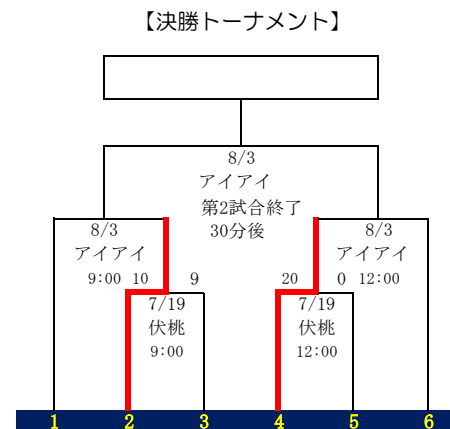 【決勝トーナメント】
8/3
アイアイ
第2試合終了
30分後
8/3
アイアイ
9:00
8/3
アイアイ
12:00
10
9
20
0
7/19
伏桃
9:00
7/19
伏桃
12:00
1 2 3 4 5 6